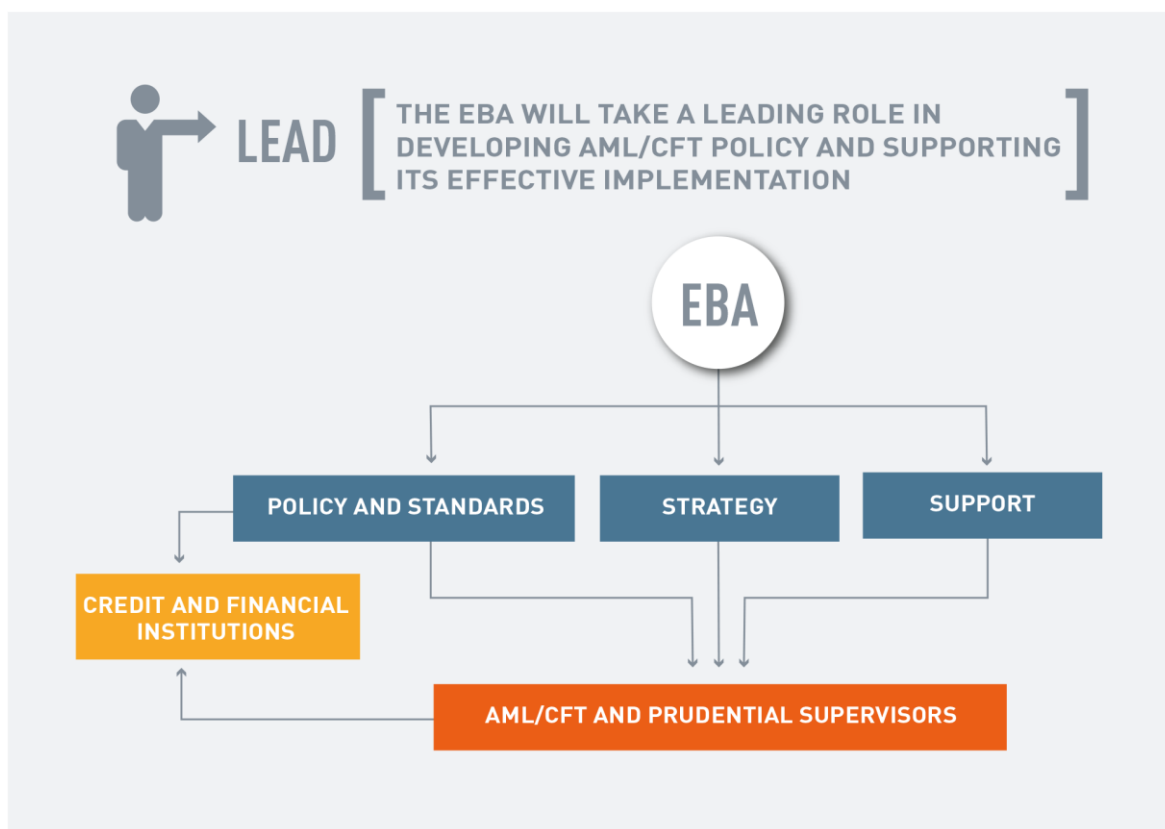 LEAD
THE EBA WILL TAKE A LEADING ROLE IN
DEVELOPING AML/CFT POLICY AND SUPPORTING
ITS EFFECTIVE IMPLEMENTATION
EBA
POLICY AND STANDARDS
STRATEGY
SUPPORT
CREDIT AND FINANCIAL
INSTITUTIONS
AML/CFT AND PRUDENTIAL SUPERVISORS